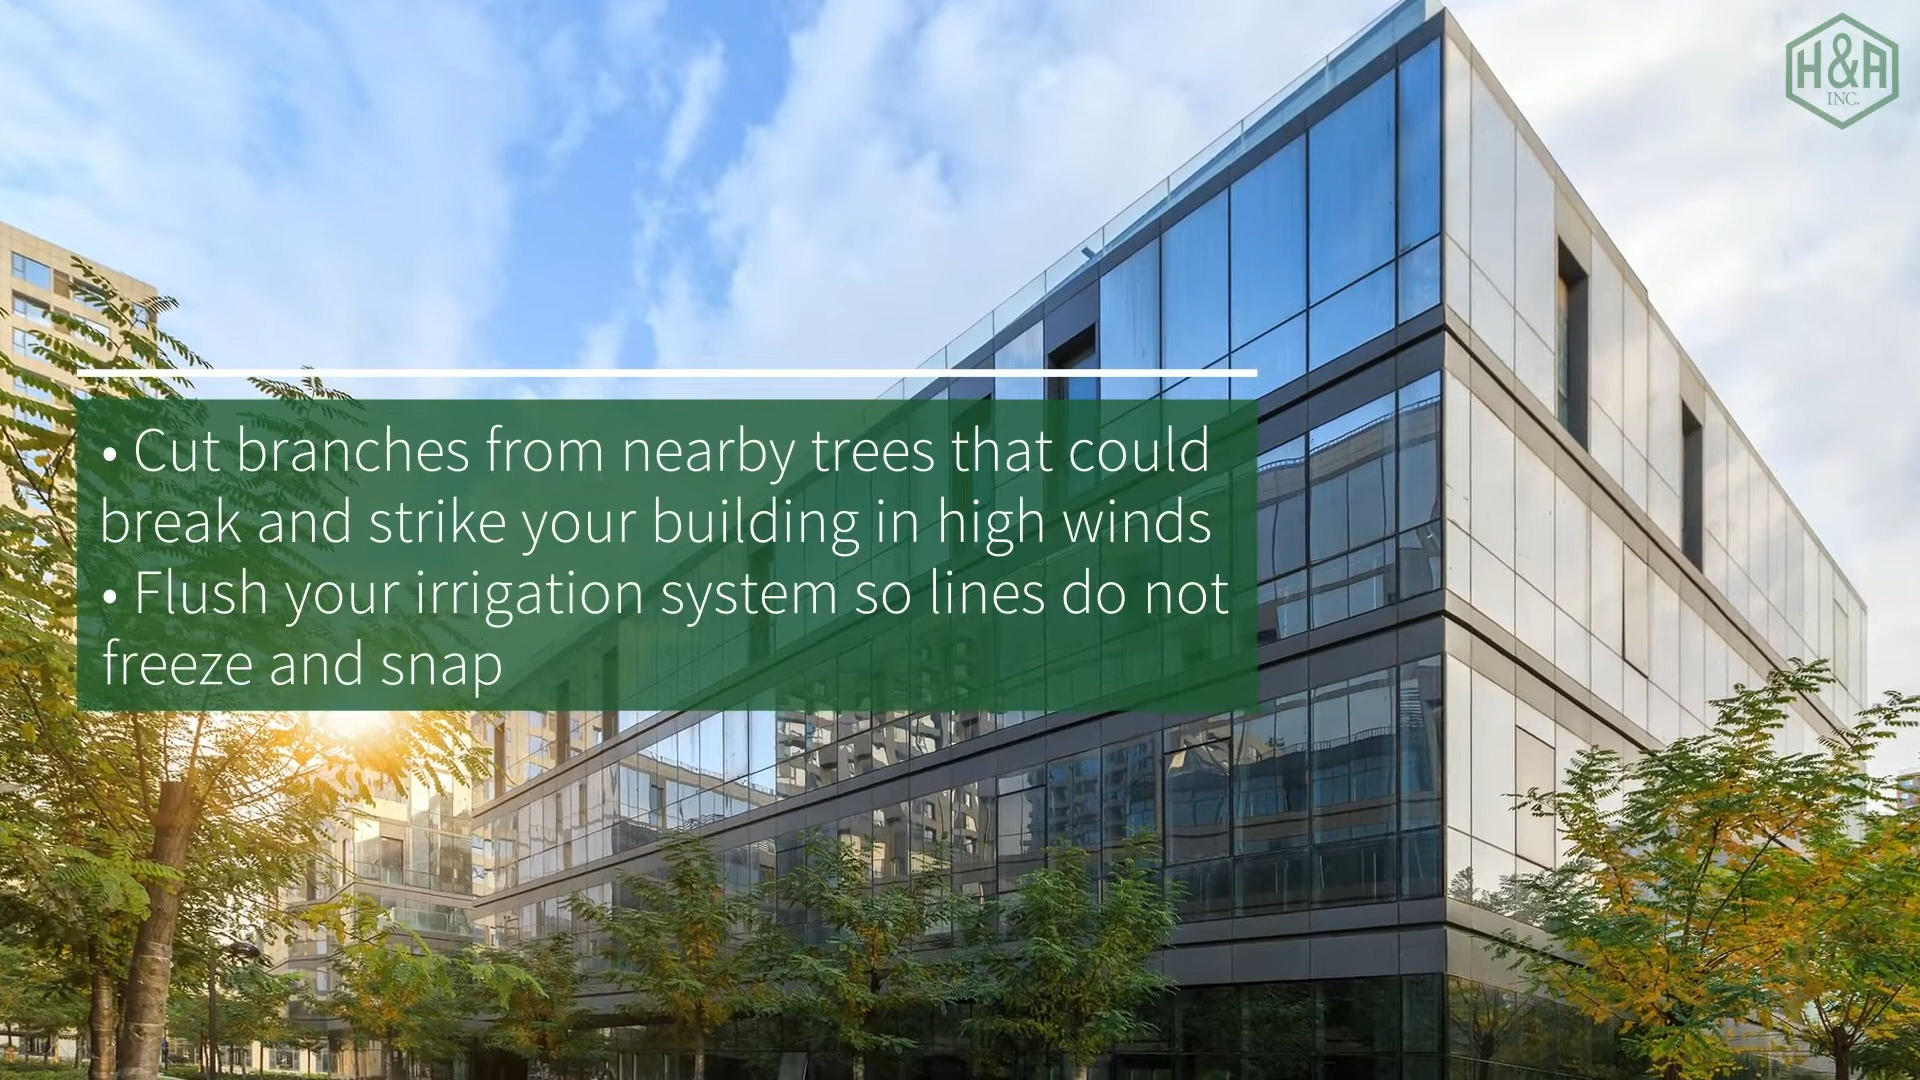 H&A
INC.
• Cut branches from nearby trees that could
break and strike your building in high winds
• Flush your irrigation system so lines do not
freeze and snap